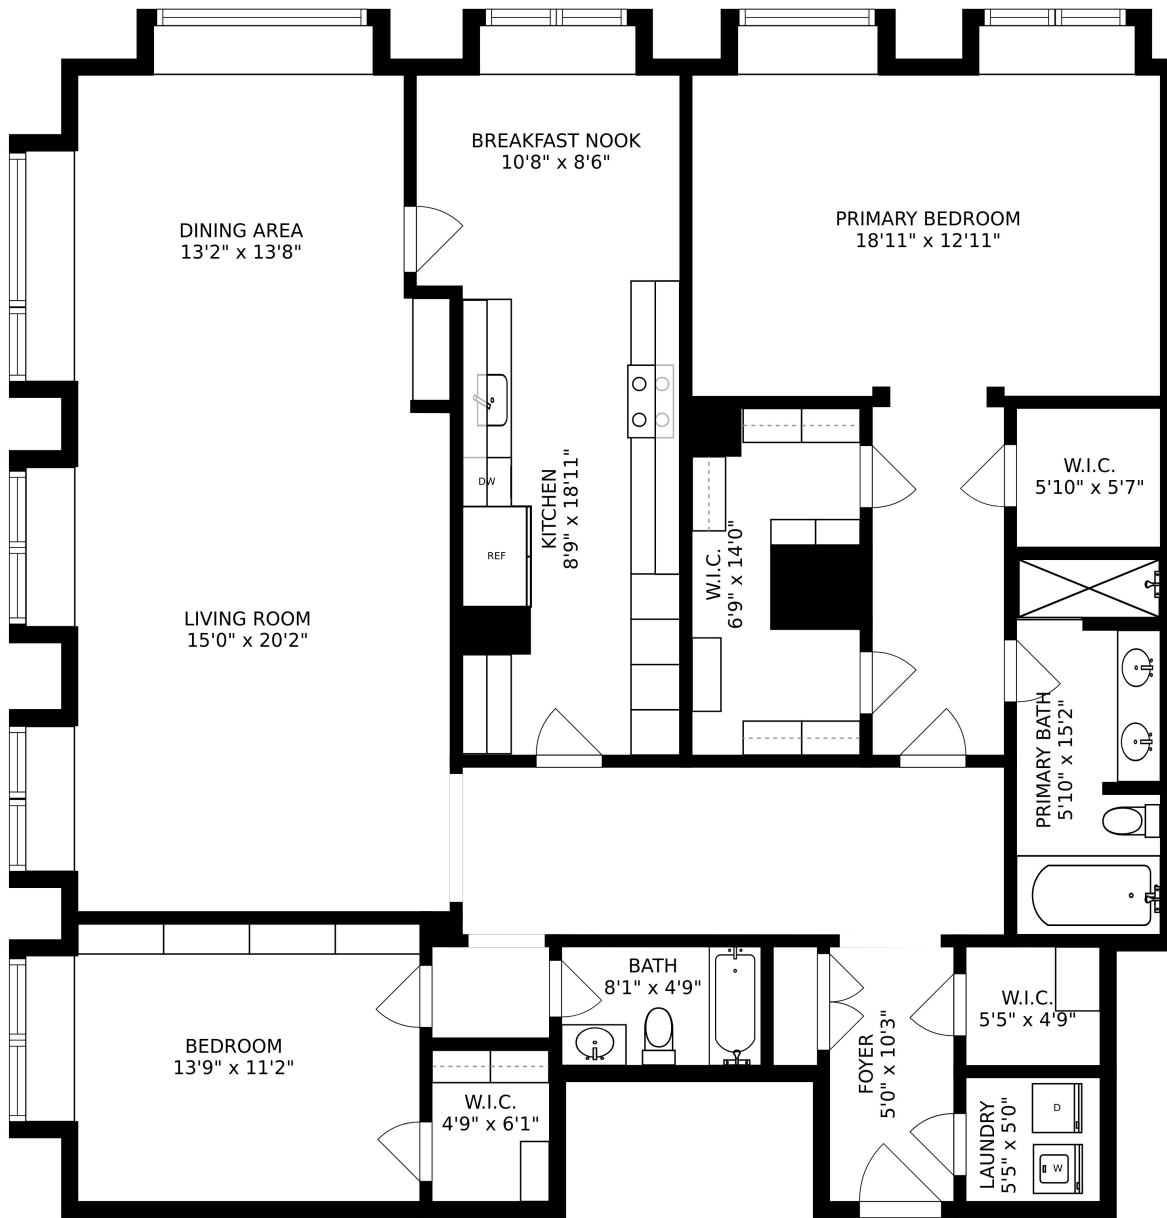 BREAKFAST NOOK
10'8" x 8'6"
DINING AREA
13'2" x 13'8"
PRIMARY BEDROOM
18'11" x 12'11"
W.I.C.
5'10" x 5'7"
DW
KITCHEN
8'9" x 18'11"
REF
W.I.C.
6'9" x 14'0"
LIVING ROOM
15'0" x 20'2"
PRIMARY BATH
5'10" x 15'2"
BATH
8'1" x 4'9"
W.I.C.
5'5" x 4'9"
BEDROOM
13'9" x 11'2"
FOYER
5'0" x 10'3"
W.I.C.
4'9" x 6'1"
LAUNDRY
5'5" x 5'0"
D
W